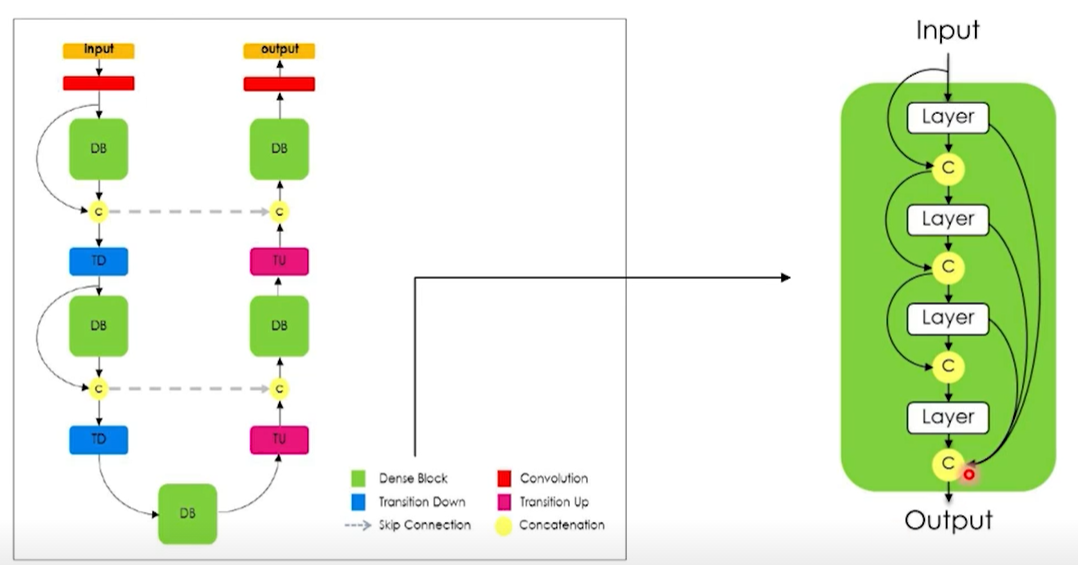 input
output
DB
DB
C
C
TD
TU
DB
DB
C
C
TD
TU
DB
Dense Block
Convolution
Transition Down
Transition Up
Skip Connection
Concatenation
Input
Layer
C
Layer
C
Layer
C
Layer
C
Output